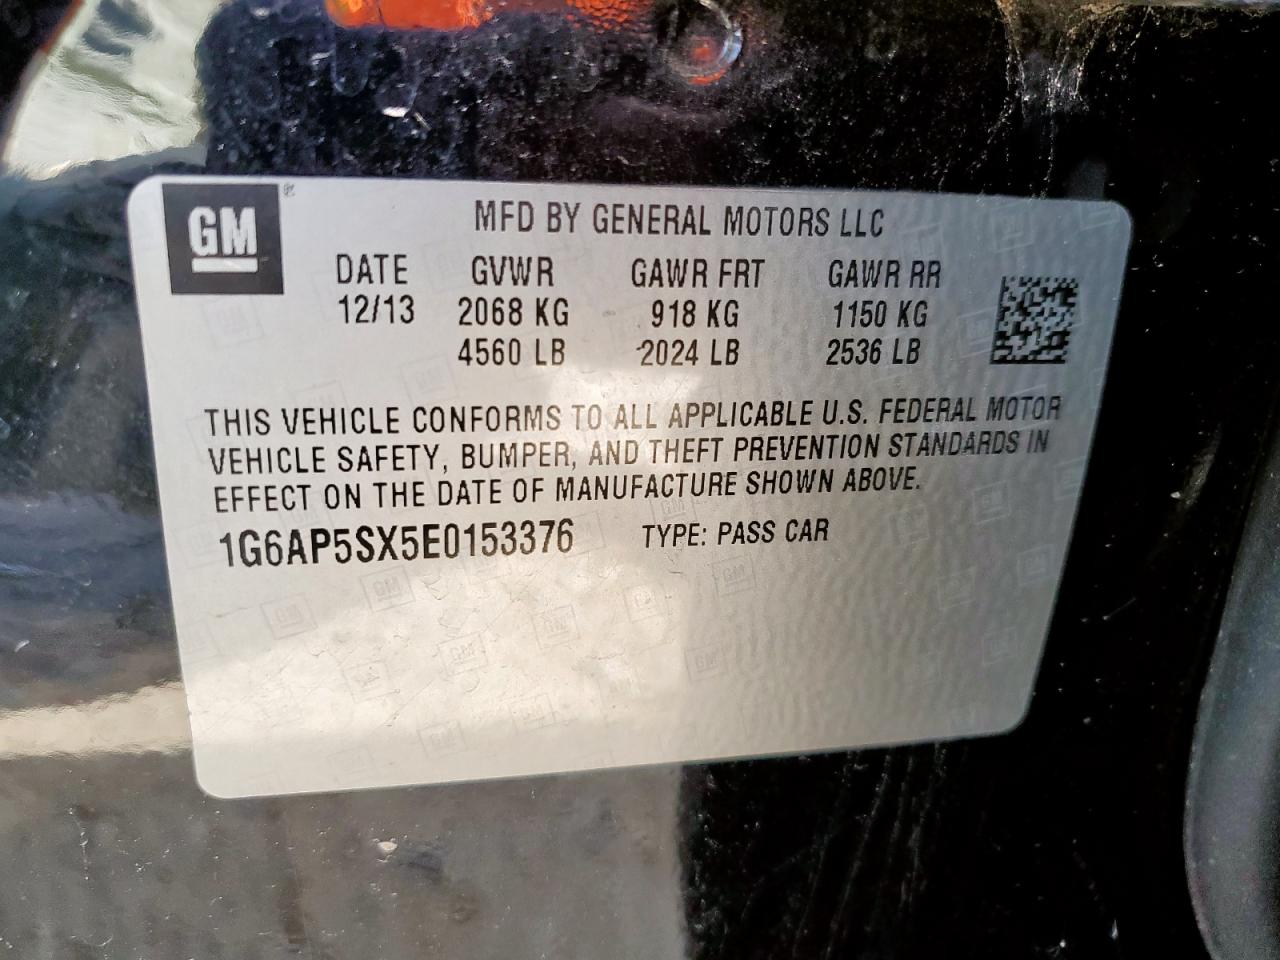 GM
MFD BY GENERAL MOTORS LLC
DATE GVWR GAWR FRT GAWR RR
12/13 2068 KG 918 KG 1150 KG
4560 LB 2024 LB 2536 LB
THIS VEHICLE CONFORMS TO ALL APPLICABLE U.S. FEDERAL MOTOR
VEHICLE SAFETY, BUMPER, AND THEFT PREVENTION STANDARDS IN
EFFECT ON THE DATE OF MANUFACTURE SHOWN ABOVE.
1G6AP5SX5E0153376 TYPE: PASS CAR